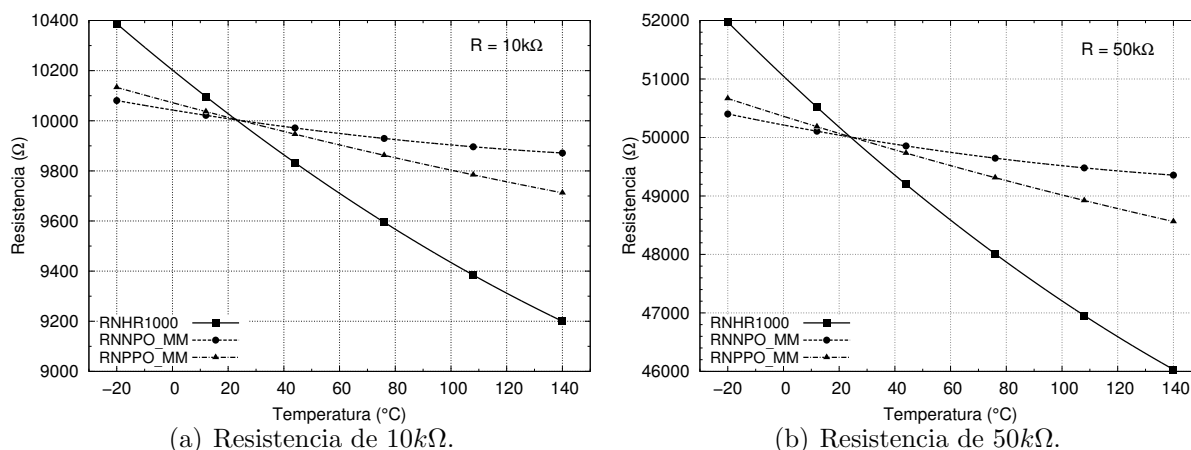 10400
10200
10000
9800
9600
9400
9200
9000
Resistencia (Ω)
R = 10kΩ
RNHR1000
RNNPO_MM
RNPPO_MM
−20 0 20 40 60 80 100 120 140
Temperatura (°C)
(a) Resistencia de 10kΩ.
52000
51000
50000
49000
48000
47000
46000
Resistencia (Ω)
R = 50kΩ
RNHR1000
RNNPO_MM
RNPPO_MM
−20 0 20 40 60 80 100 120 140
Temperatura (°C)
(b) Resistencia de 50kΩ.